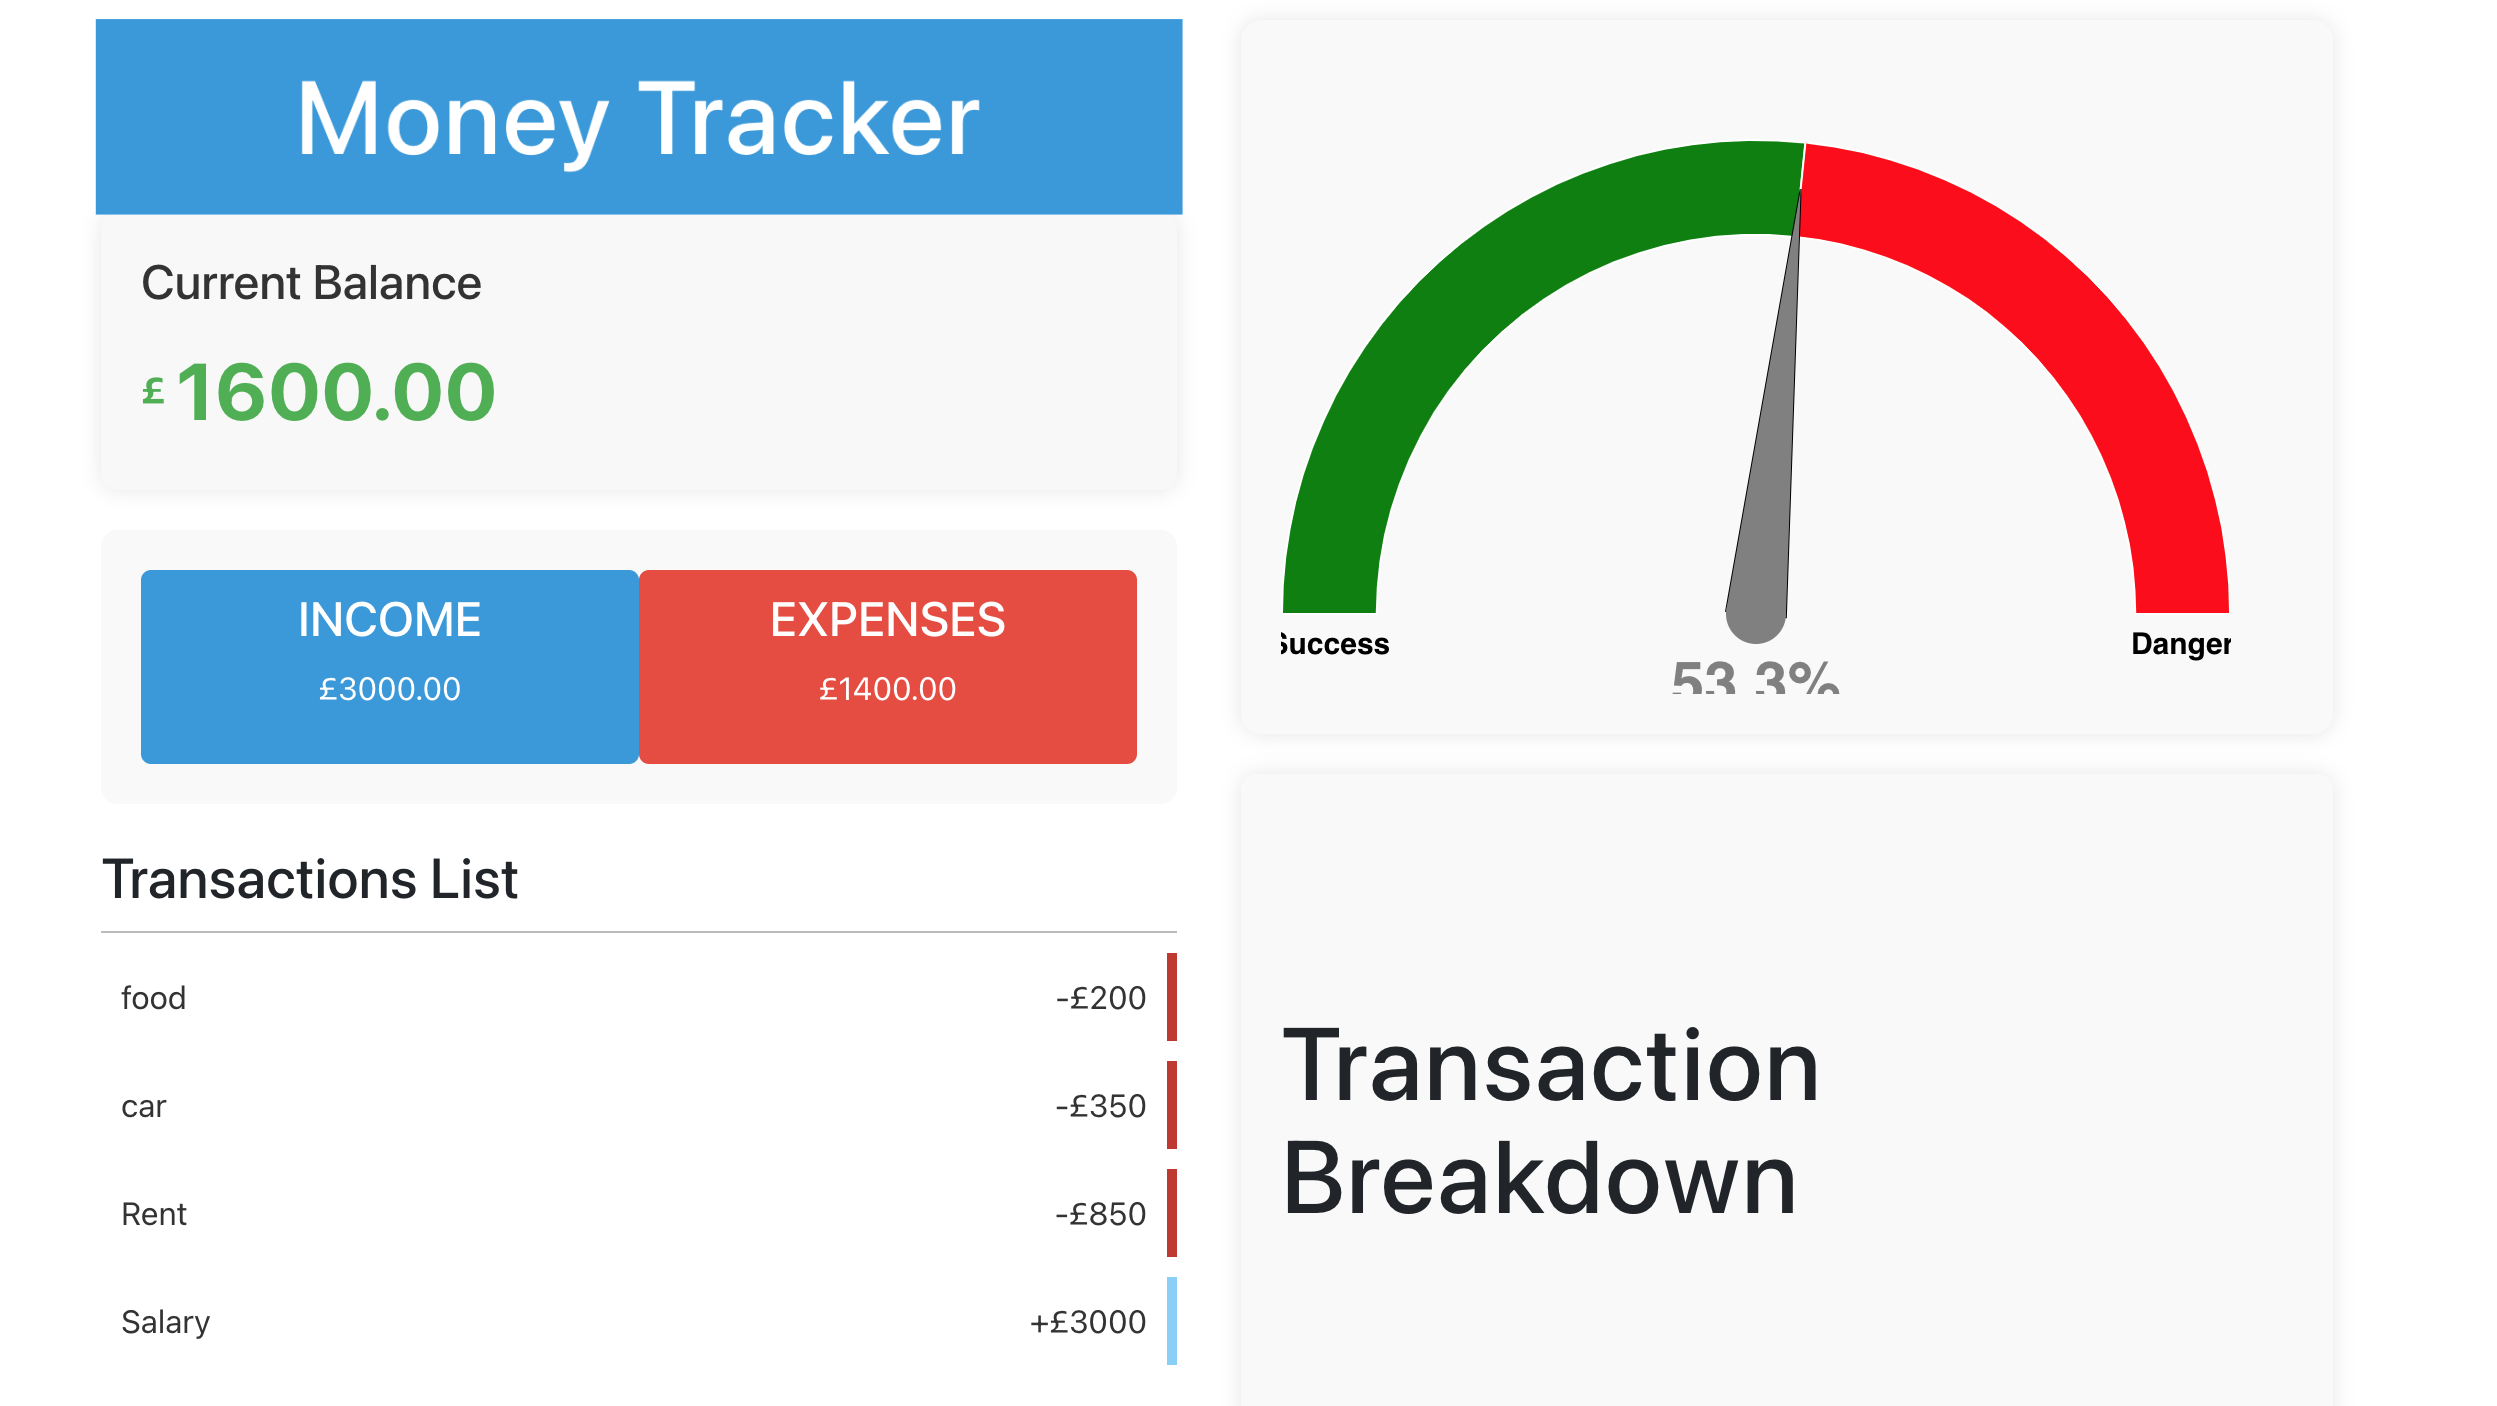 Money Tracker
Current Balance
£1600.00
INCOME
£3000.00
EXPENSES
£1400.00
Transactions List
food -£200
car -£350
Rent -£850
Salary +£3000
Success
Danger
53.3%
Transaction
Breakdown